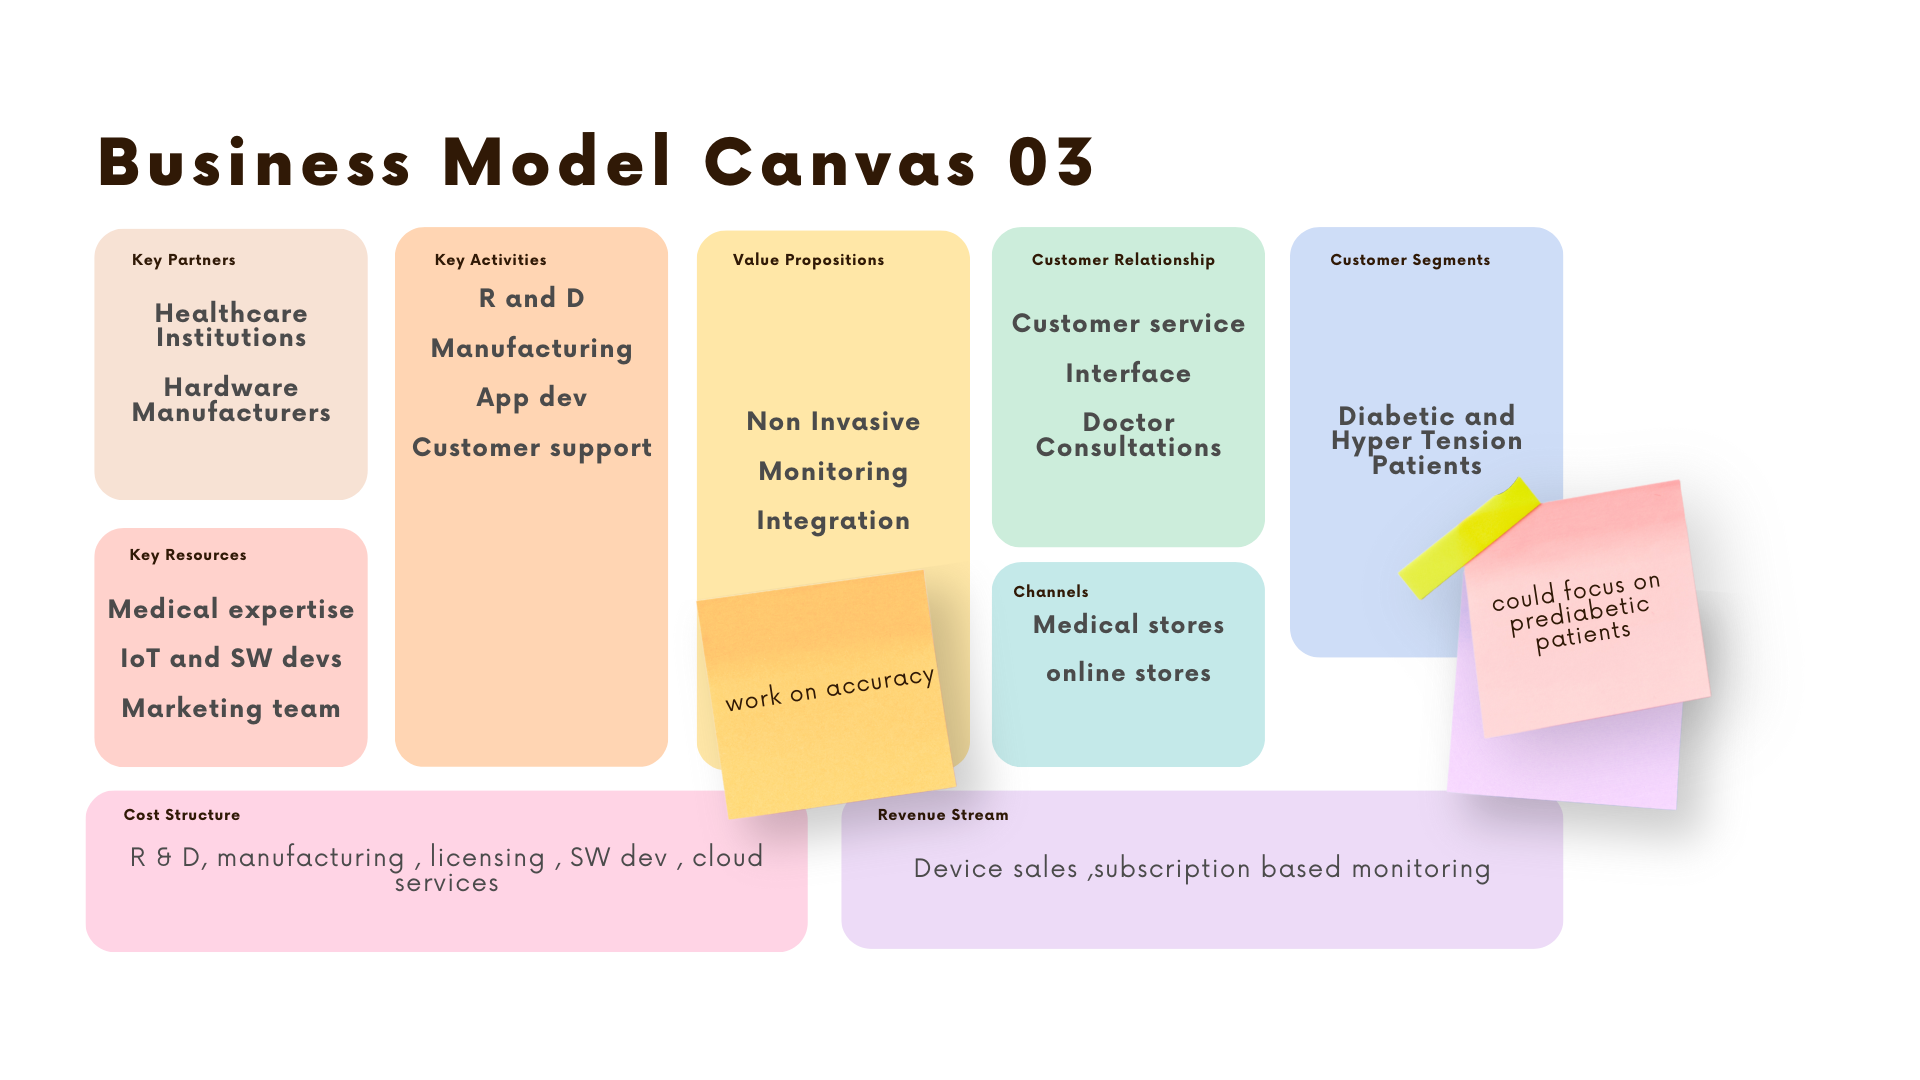 Business Model Canvas 03
Key Partners
Healthcare
Institutions
Hardware
Manufacturers
Key Activities
R and D
Manufacturing
App dev
Customer support
Value Propositions
Non Invasive
Monitoring
Integration
work on accuracy
Customer Relationship
Customer service
Interface
Doctor
Consultations
Customer Segments
Diabetic and
Hyper Tension
Patients
could focus on
prediabetic
patients
Key Resources
Medical expertise
IoT and SW devs
Marketing team
Channels
Medical stores
online stores
Cost Structure
R & D, manufacturing , licensing , SW dev , cloud
services
Revenue Stream
Device sales ,subscription based monitoring